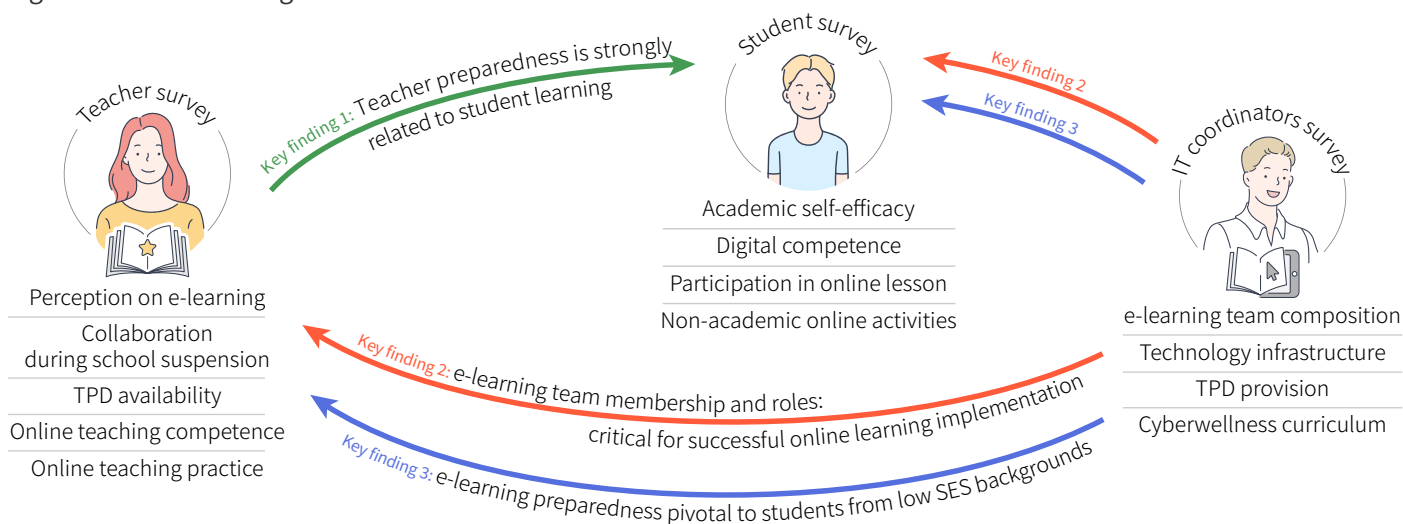 Teacher survey
Perception on e-learning
Collaboration
during school suspension
TPD availability
Online teaching competence
Online teaching practice
Key finding 1: Teacher preparedness is strongly
related to student learning
Student survey
Academic self-efficacy
Digital competence
Participation in online lesson
Non-academic online activities
Key finding 2
Key finding 3
IT coordinators survey
e-learning team composition
Technology infrastructure
TPD provision
Cyberwellness curriculum
Key finding 2: e-learning team membership and roles:
critical for successful online learning implementation
Key finding 3: e-learning preparedness pivotal to students from low SES backgrounds